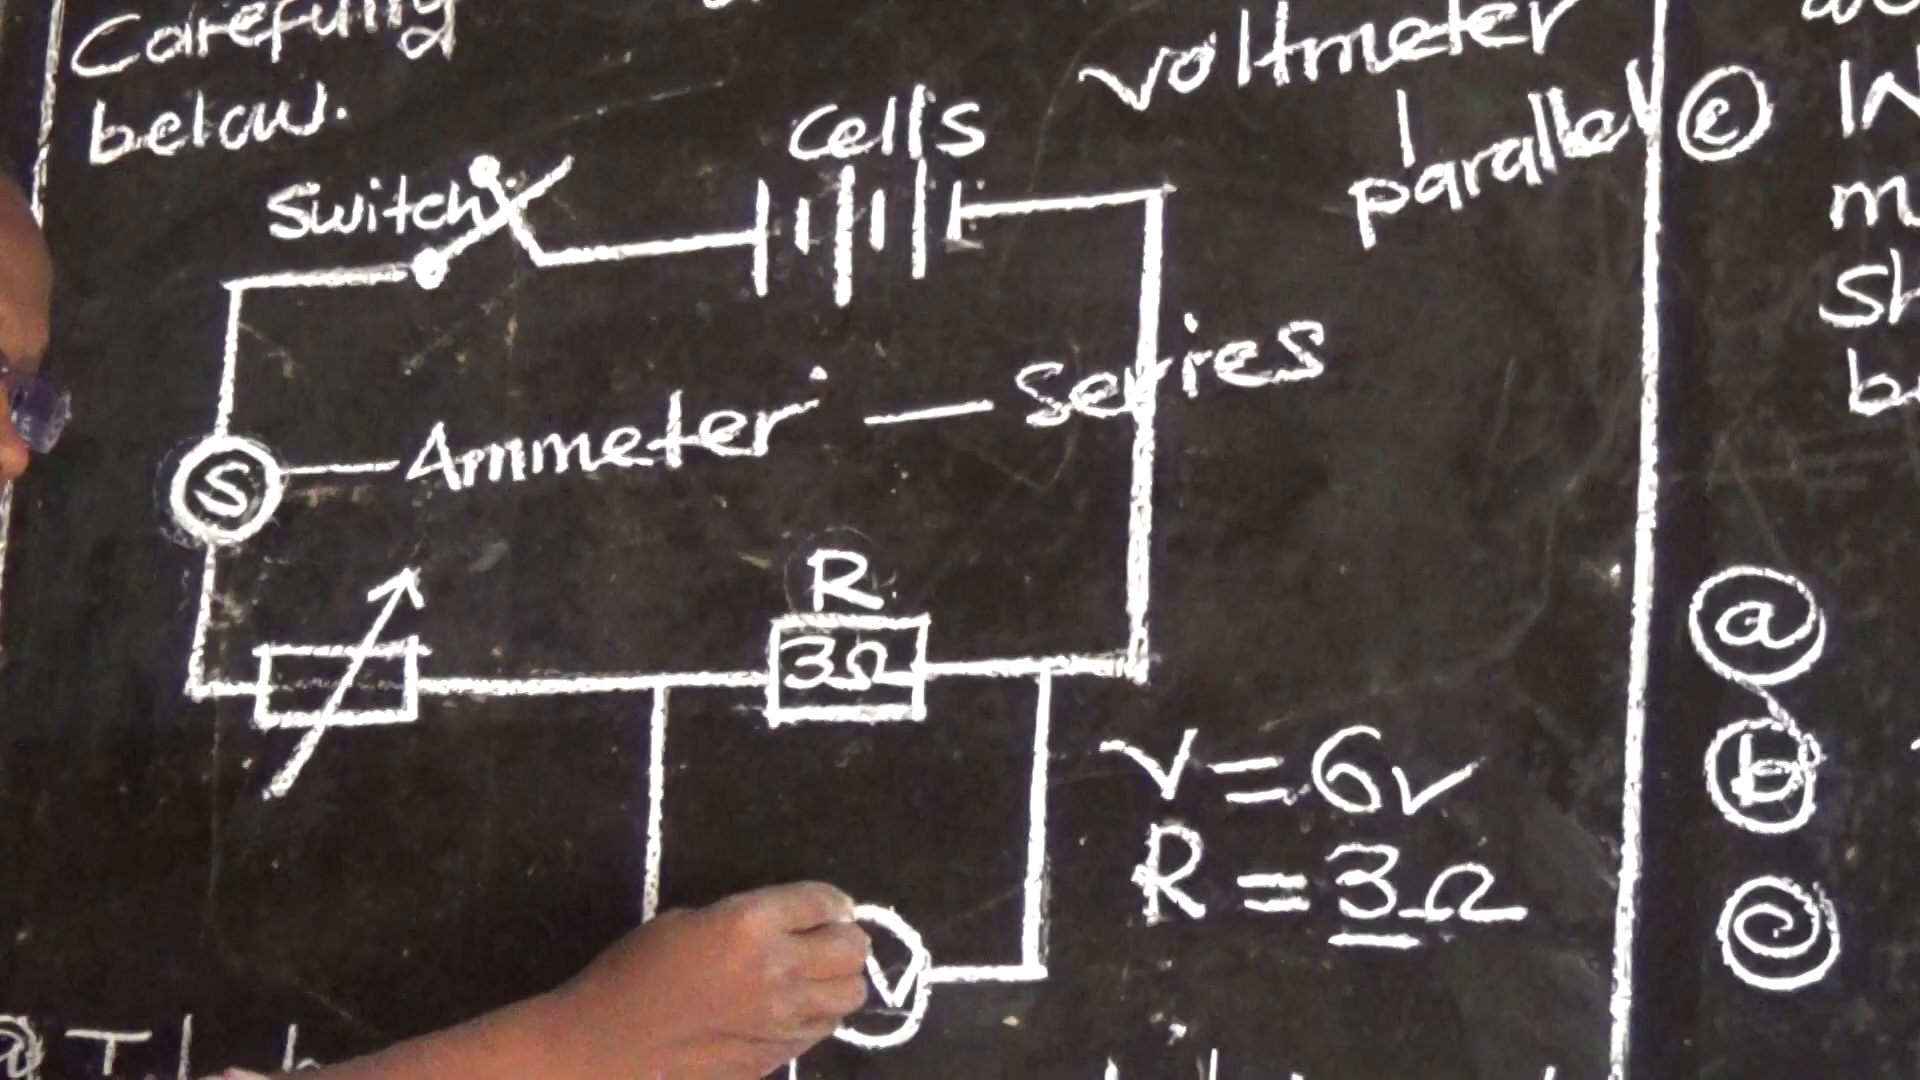 Carefully
below.
voltmeter
parallel
Cells
Switch
S
Ammeter — Series
R
3Ω
V = 6v
R = 3Ω
V
e
a
b
c